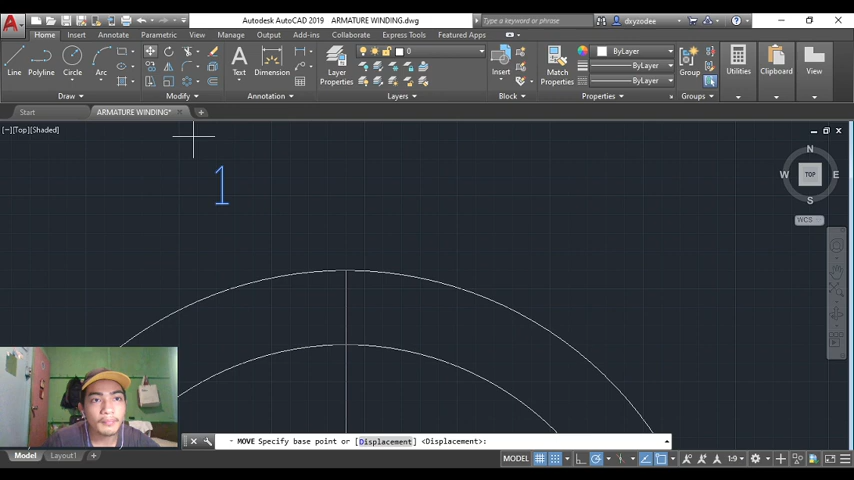 Autodesk AutoCAD 2019 ARMATURE WINDING.dwg
Type a keyword or phrase
dxyzodee
Home Insert Annotate Parametric View Manage Output Add-ins Collaborate Express Tools Featured Apps
Line Polyline Circle Arc
Text Dimension
Layer Properties
0
Insert
Match Properties
ByLayer
ByLayer
ByLayer
Group
Utilities
Clipboard
View
Draw Modify Annotation Layers Block Properties Groups
Start ARMATURE WINDING*
[−][Top][Shaded]
1
N
W TOP E
S
WCS
MOVE Specify base point or [Displacement] <Displacement>:
Model Layout1
MODEL
1:9